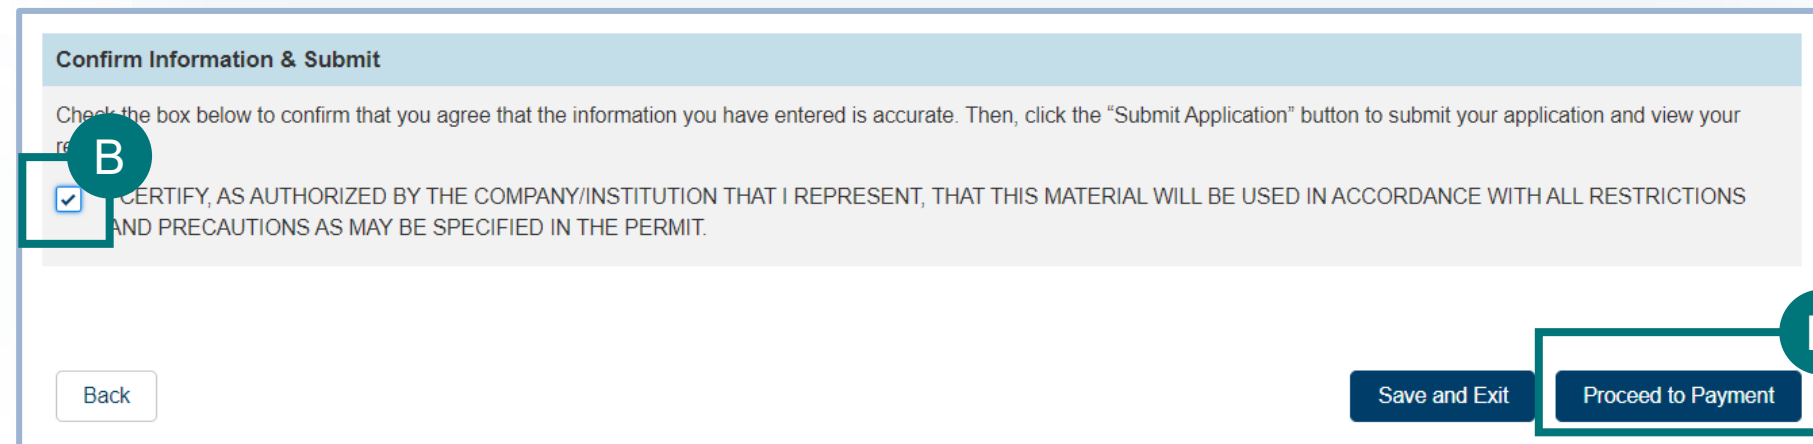 Confirm Information & Submit
Check the box below to confirm that you agree that the information you have entered is accurate. Then, click the “Submit Application” button to submit your application and view your
B
CERTIFY, AS AUTHORIZED BY THE COMPANY/INSTITUTION THAT I REPRESENT, THAT THIS MATERIAL WILL BE USED IN ACCORDANCE WITH ALL RESTRICTIONS
AND PRECAUTIONS AS MAY BE SPECIFIED IN THE PERMIT.
Back
Save and Exit
Proceed to Payment